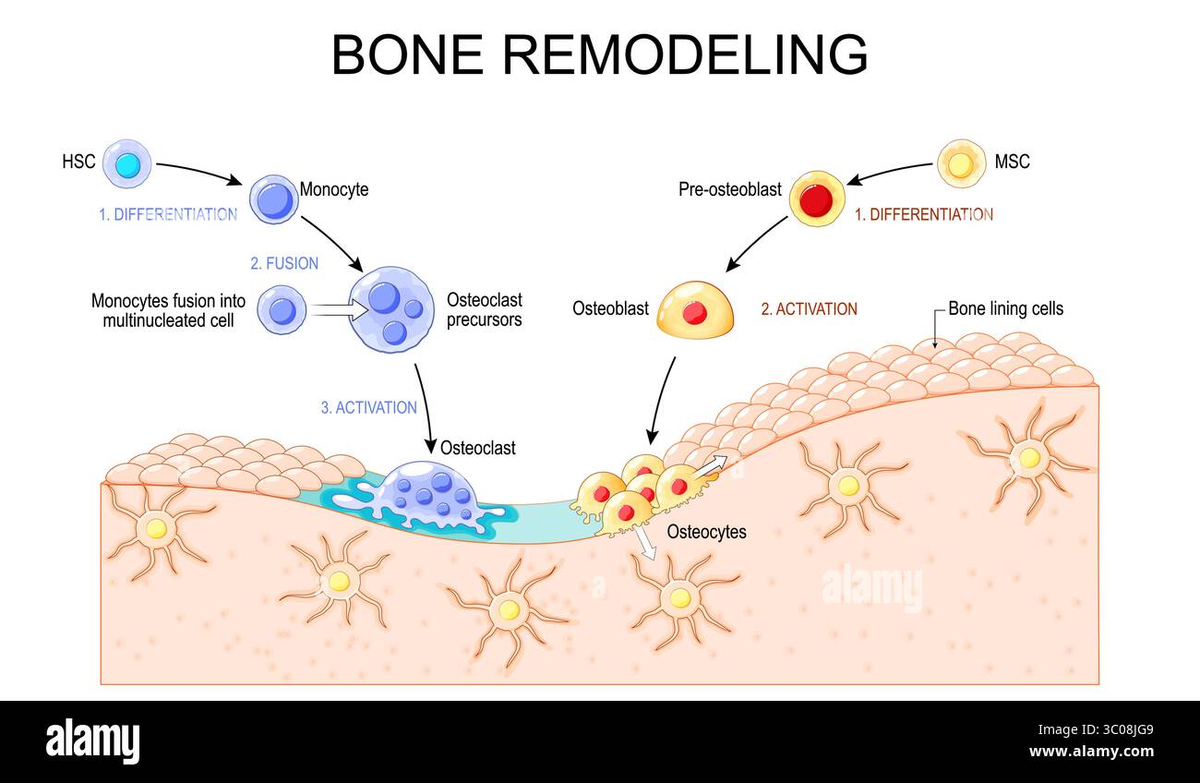 BONE REMODELING
HSC
Monocyte
1. DIFFERENTIATION
2. FUSION
Monocytes fusion into
multinucleated cell
Osteoclast
precursors
3. ACTIVATION
Osteoclast
MSC
Pre-osteoblast
1. DIFFERENTIATION
Osteoblast
2. ACTIVATION
Bone lining cells
Osteocytes
a
a
a
alamy
alamy
Image ID: 3C08JG9
www.alamy.com